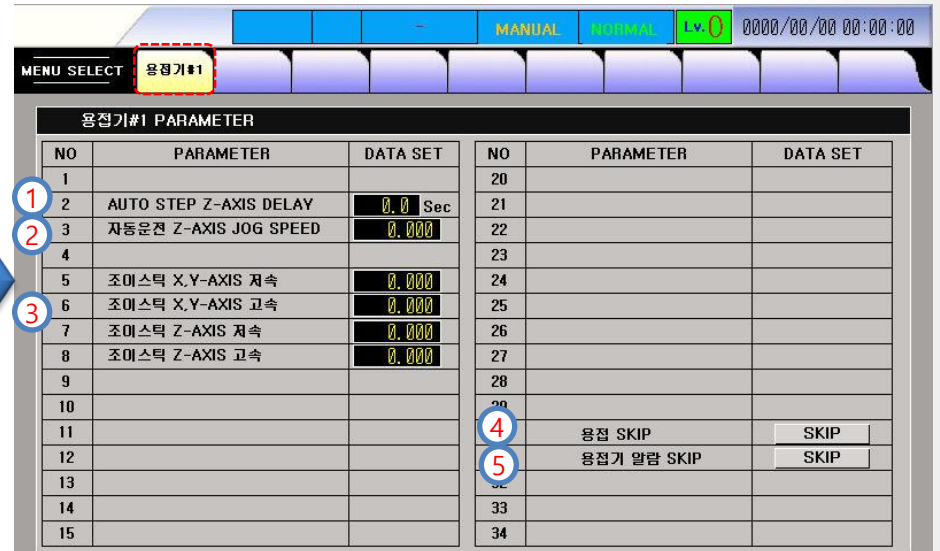 - MANUAL NORMAL Lv.0 0000/00/00 00:00:00
MENU SELECT 용접기#1
용접기#1 PARAMETER
NO PARAMETER DATA SET NO PARAMETER DATA SET
1 20
1 2 AUTO STEP Z-AXIS DELAY 0.0 Sec 21
2 3 자동운전 Z-AXIS JOG SPEED 0.000 22
4 23
5 조이스틱 X,Y-AXIS 저속 0.000 24
3 6 조이스틱 X,Y-AXIS 고속 0.000 25
7 조이스틱 Z-AXIS 저속 0.000 26
8 조이스틱 Z-AXIS 고속 0.000 27
9 28
10 29
11 4 용접 SKIP SKIP
12 5 용접기 알람 SKIP SKIP
13 32
14 33
15 34